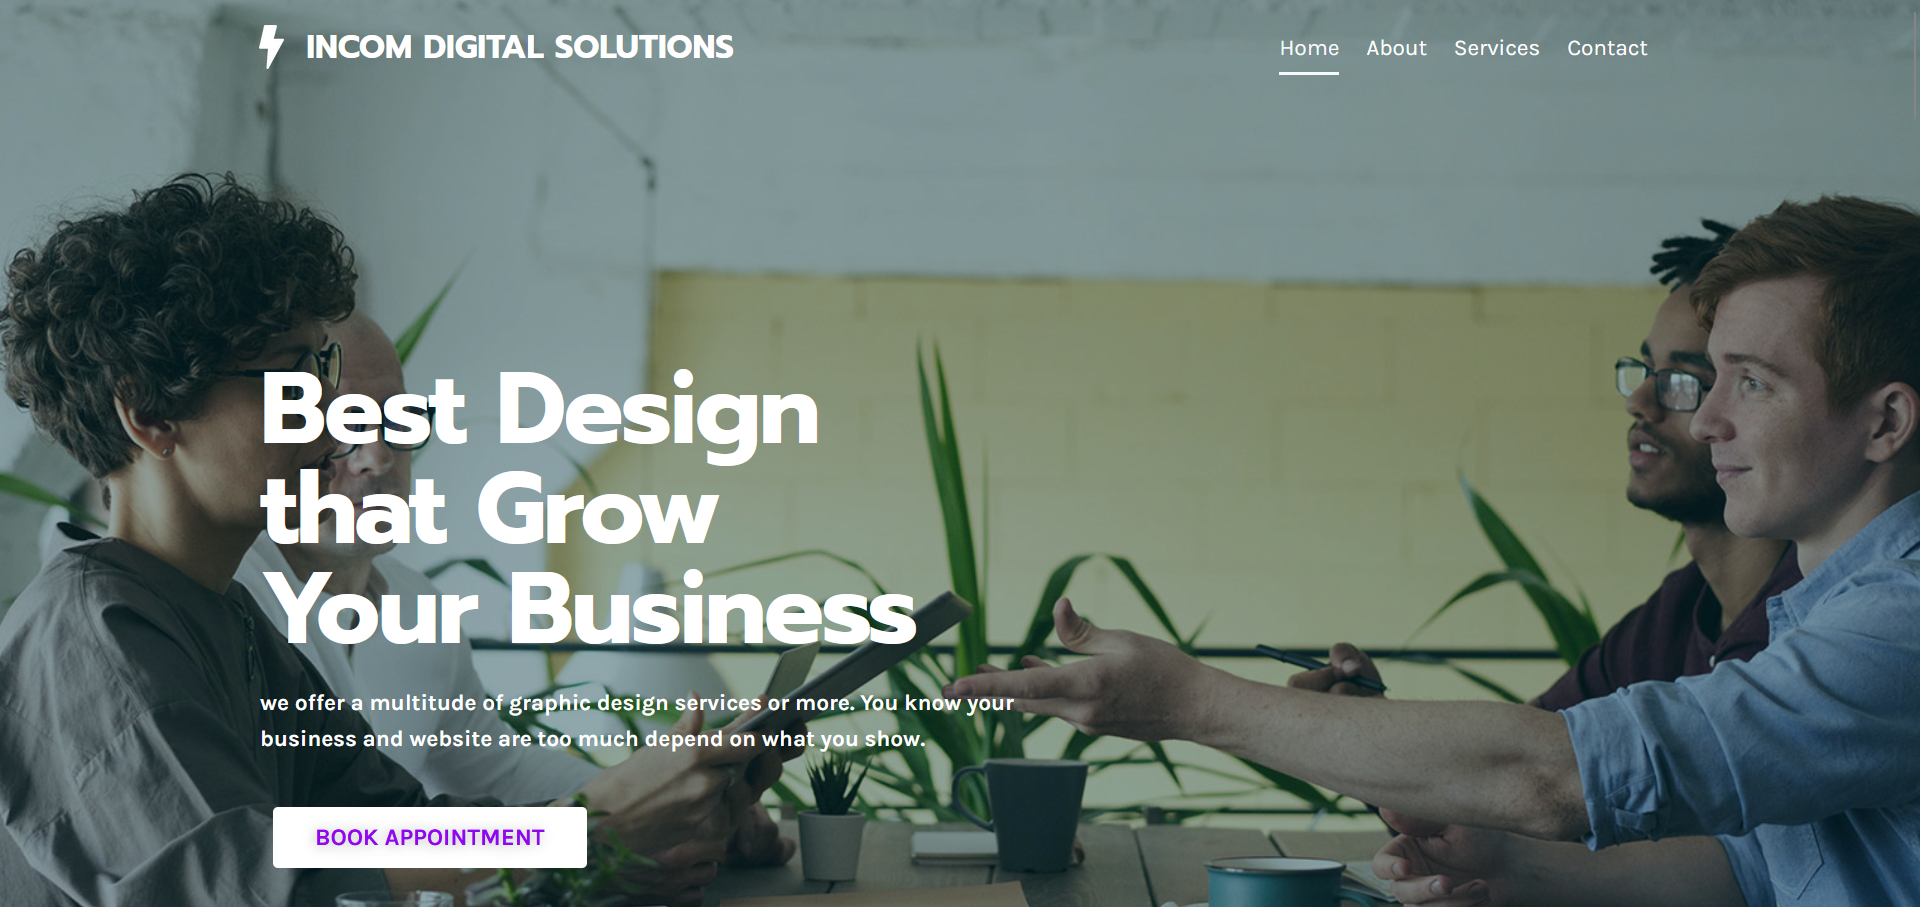 INCOM DIGITAL SOLUTIONS
Home About Services Contact
Best Design
that Grow
Your Business
we offer a multitude of graphic design services or more. You know your
business and website are too much depend on what you show.
BOOK APPOINTMENT